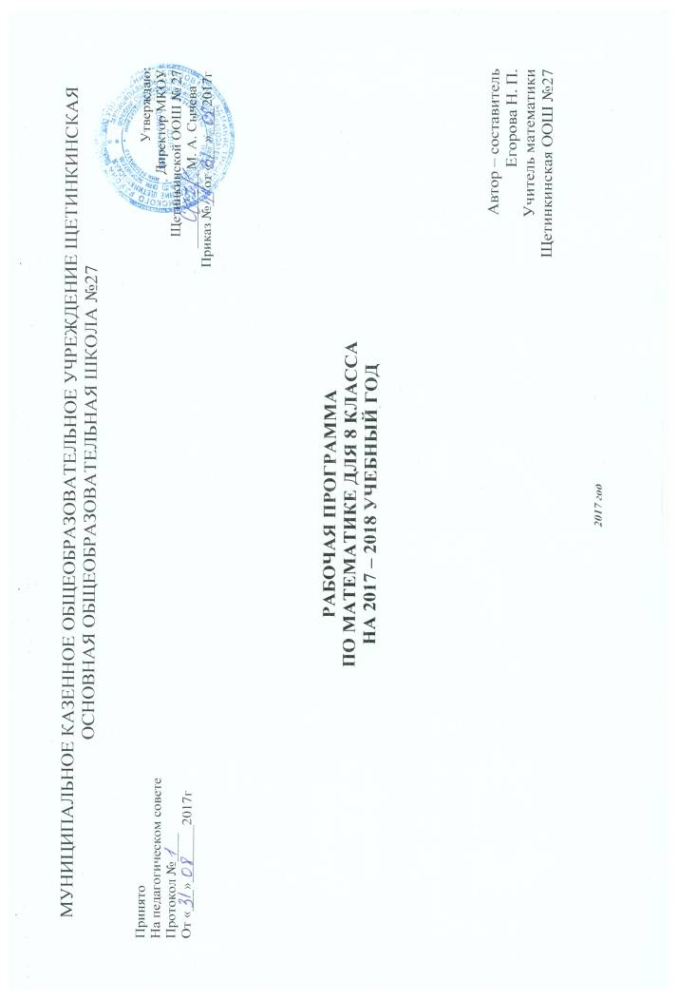 МУНИЦИПАЛЬНОЕ КАЗЕННОЕ ОБЩЕОБРАЗОВАТЕЛЬНОЕ УЧРЕЖДЕНИЕ ЩЕТИНКИНСКАЯ
ОСНОВНАЯ ОБЩЕОБРАЗОВАТЕЛЬНАЯ ШКОЛА №27
Принято
На педагогическом совете
Протокол № 1
От « 31 » 08 2017г
Утверждаю:
Директор МКОУ
Щетинкинской ООШ № 27
М. А. Сычева
Приказ № от « 31 » 08 2017г
РАБОЧАЯ ПРОГРАММА
ПО МАТЕМАТИКЕ ДЛЯ 8 КЛАССА
НА 2017 – 2018 УЧЕБНЫЙ ГОД
Автор – составитель
Егорова Н. П.
Учитель математики
Щетинкинская ООШ №27
2017 год